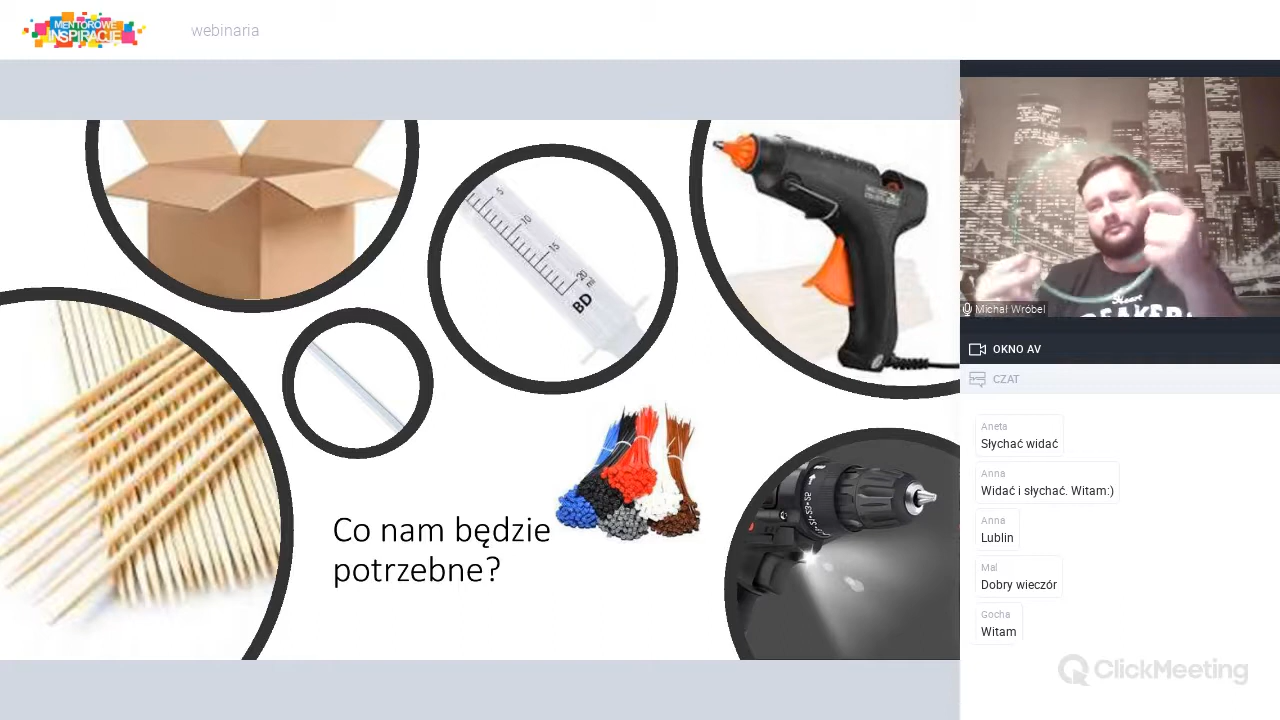 MENTOROWE
INSPIRACJE
webinaria
5
10
15
20
ml
BD
Co nam będzie
potrzebne?
Michał Wróbel
OKNO AV
CZAT
Aneta
Słychać widać
Anna
Widać i słychać. Witam:)
Anna
Lublin
Mal
Dobry wieczór
Gocha
Witam
ClickMeeting